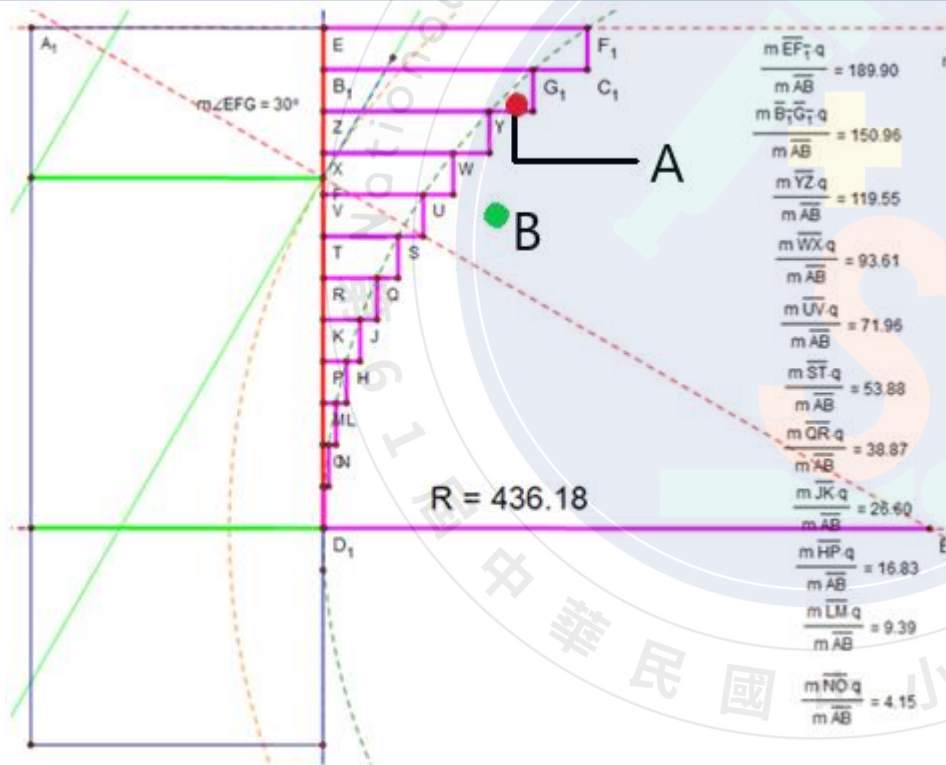 A₁
E
F₁
m∠EFG = 30°
B₁
G₁
C₁
Z
Y
X
W
F
V
U
T
S
R
Q
K
J
P
H
M
L
O
N
D₁
E
A
B
R = 436.18
m EF₁·q / m AB = 189.90
m B₁G₁·q / m AB = 150.96
m YZ·q / m AB = 119.55
m WX·q / m AB = 93.61
m UV·q / m AB = 71.96
m ST·q / m AB = 53.88
m QR·q / m AB = 38.87
m JK·q / m AB = 26.60
m HP·q / m AB = 16.83
m LM·q / m AB = 9.39
m NO·q / m AB = 4.15
中華民國
小